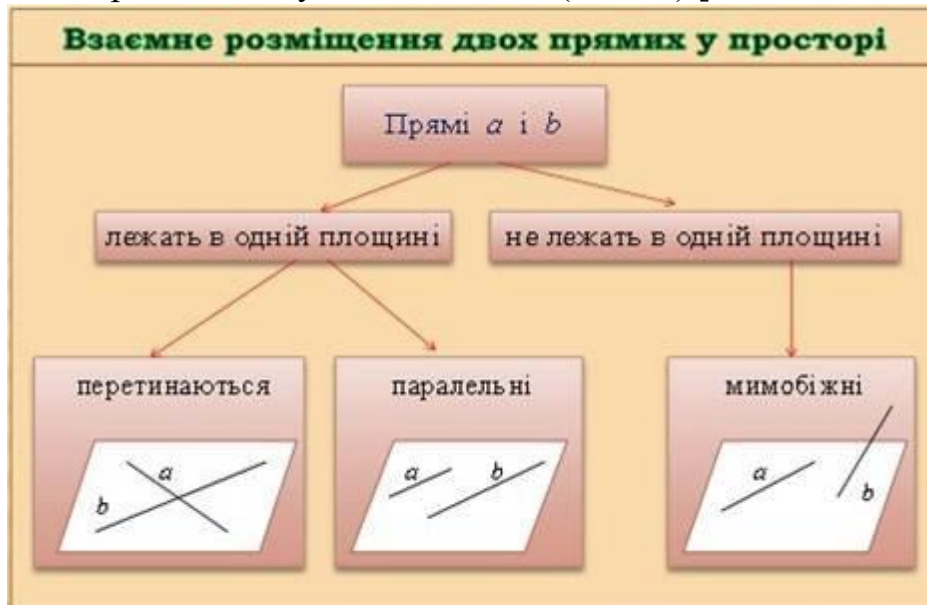 Взаємне розміщення двох прямих у просторі
Прямі a і b
лежать в одній площині
не лежать в одній площині
перетинаються
паралельні
мимобіжні
a
b
a
b
a
b